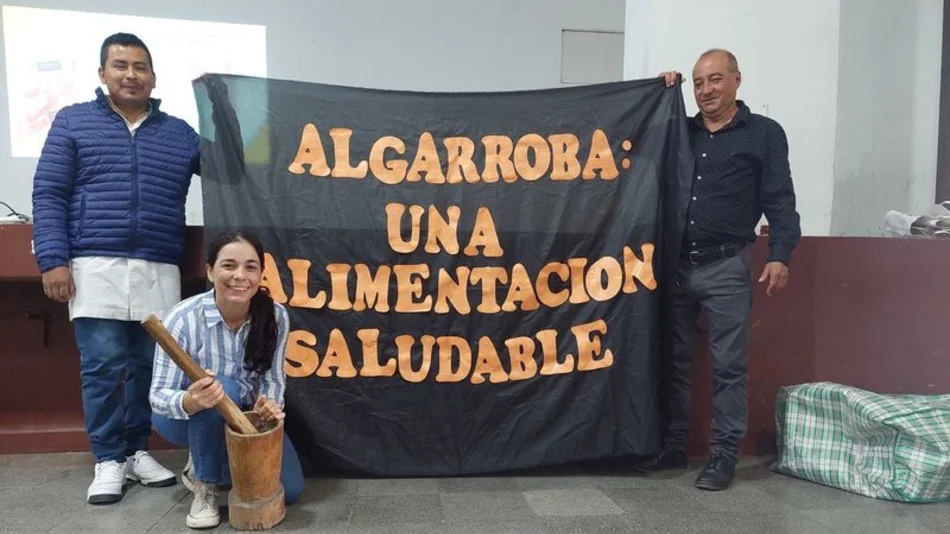 ALGARROBA:
UNA
ALIMENTACION
SALUDABLE